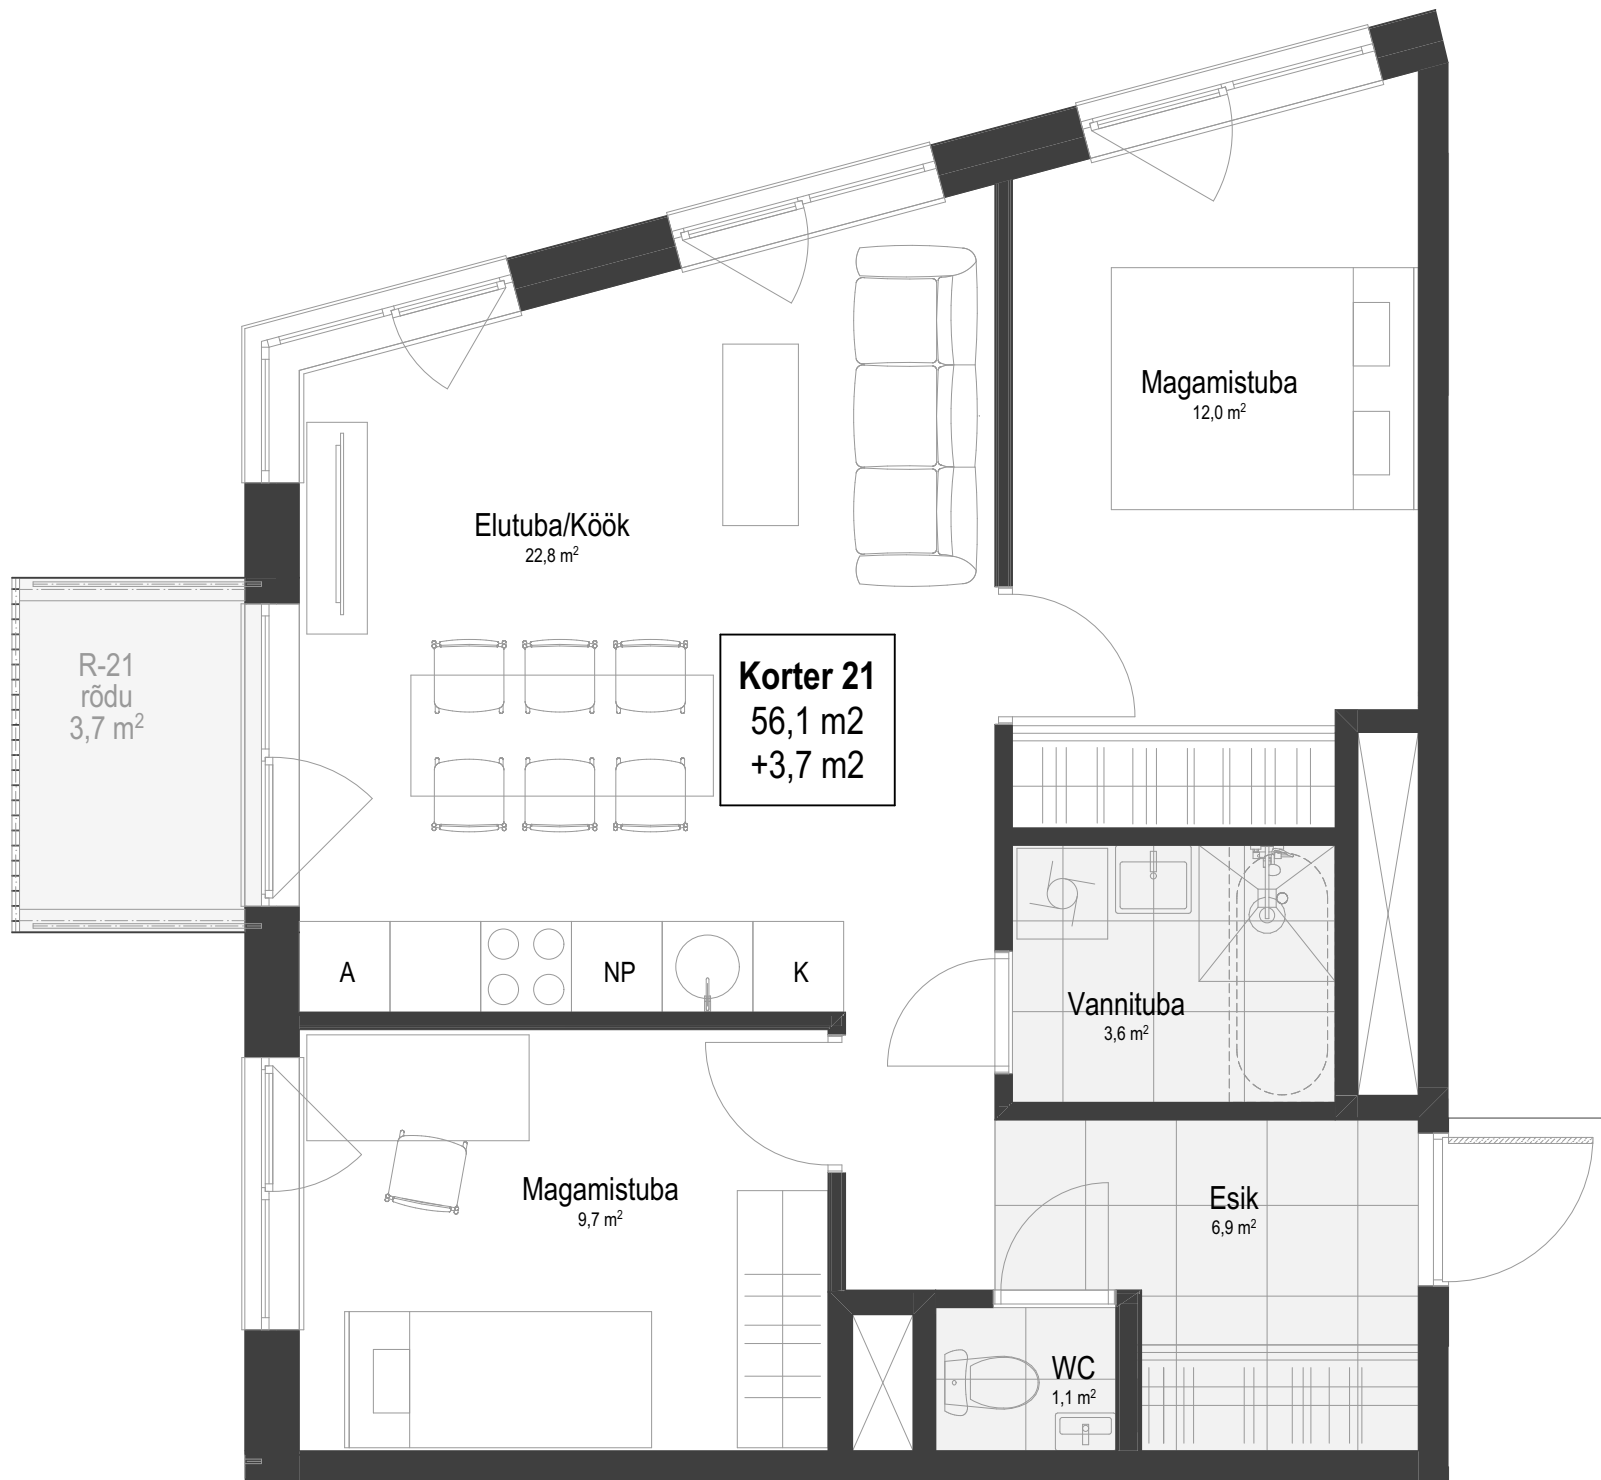 Magamistuba
12,0 m²
Elutuba/Köök
22,8 m²
R-21
rõdu
3,7 m²
Korter 21
56,1 m2
+3,7 m2
A
NP
K
Vannituba
3,6 m²
Magamistuba
9,7 m²
Esik
6,9 m²
WC
1,1 m²